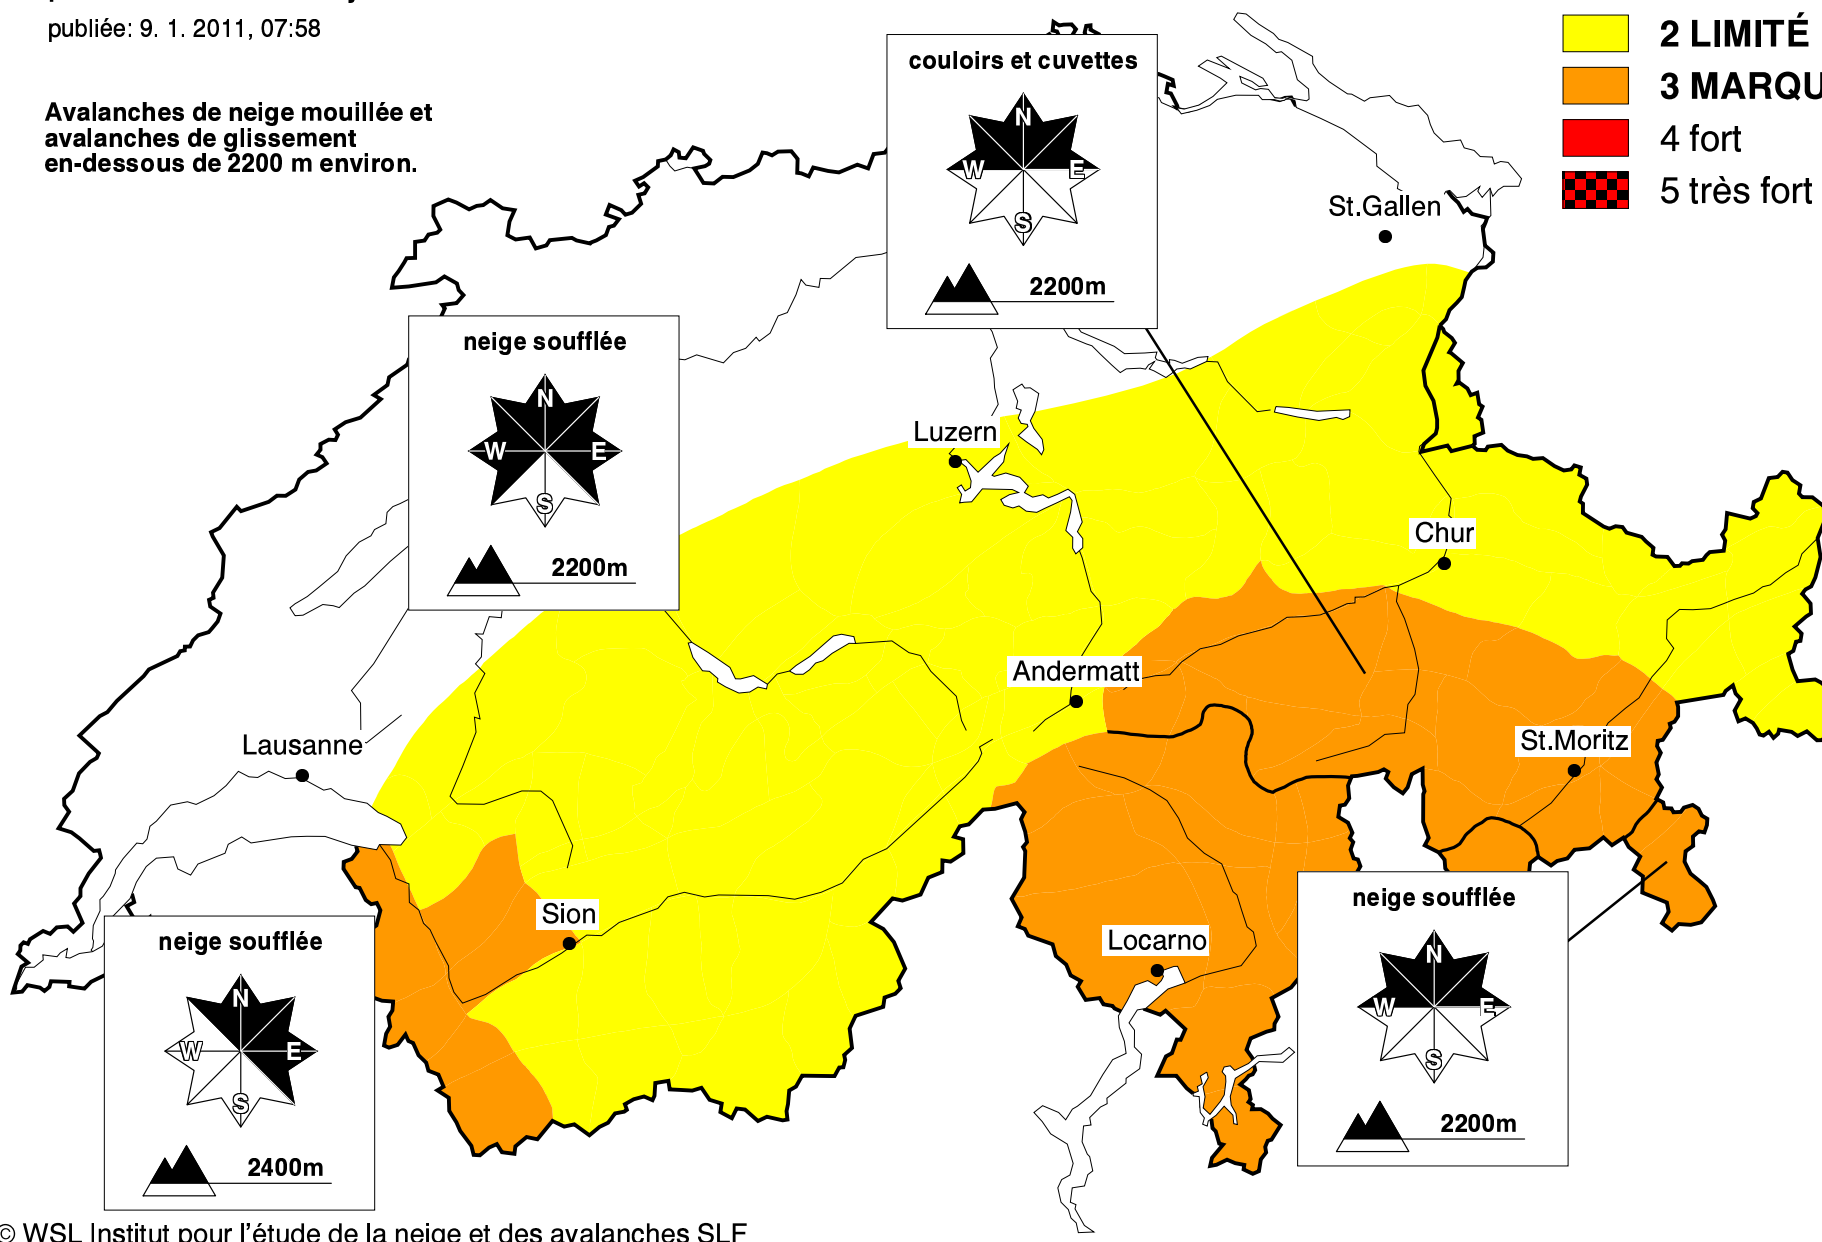 publiée: 9. 1. 2011, 07:58
Avalanches de neige mouillée et
avalanches de glissement
en-dessous de 2200 m environ.
2 LIMITÉ
3 MARQU
4 fort
5 très fort
couloirs et cuvettes
N
W E
S
2200m
St.Gallen
neige soufflée
N
W E
S
2200m
Luzern
Chur
Andermatt
Lausanne
St.Moritz
Sion
Locarno
neige soufflée
N
W E
S
2400m
neige soufflée
N
W E
S
2200m
© WSL Institut pour l'étude de la neige et des avalanches SLF